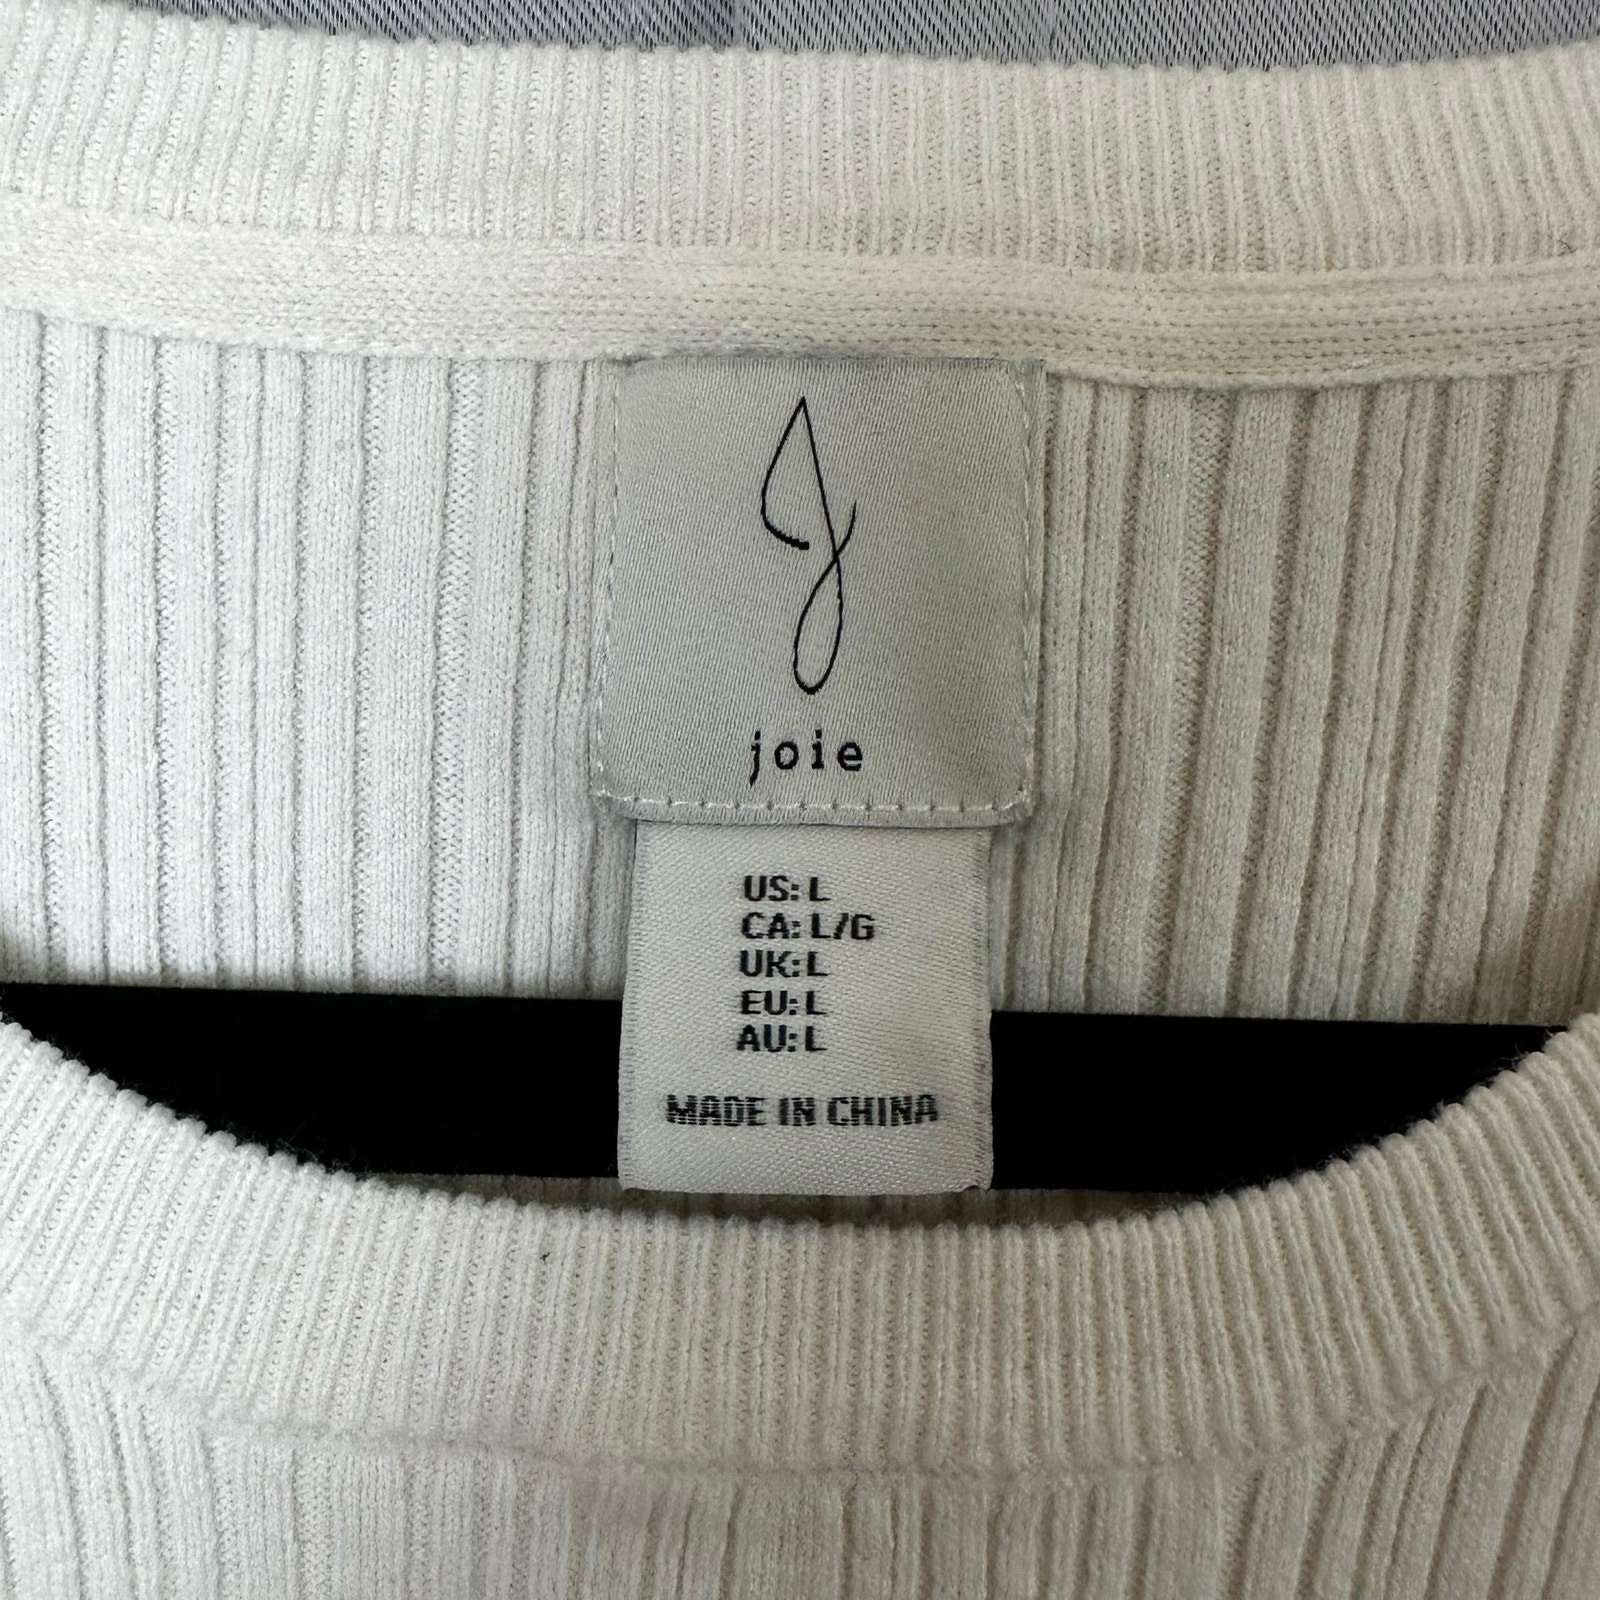 joie
US: L
CA: L/G
UK: L
EU: L
AU: L
MADE IN CHINA